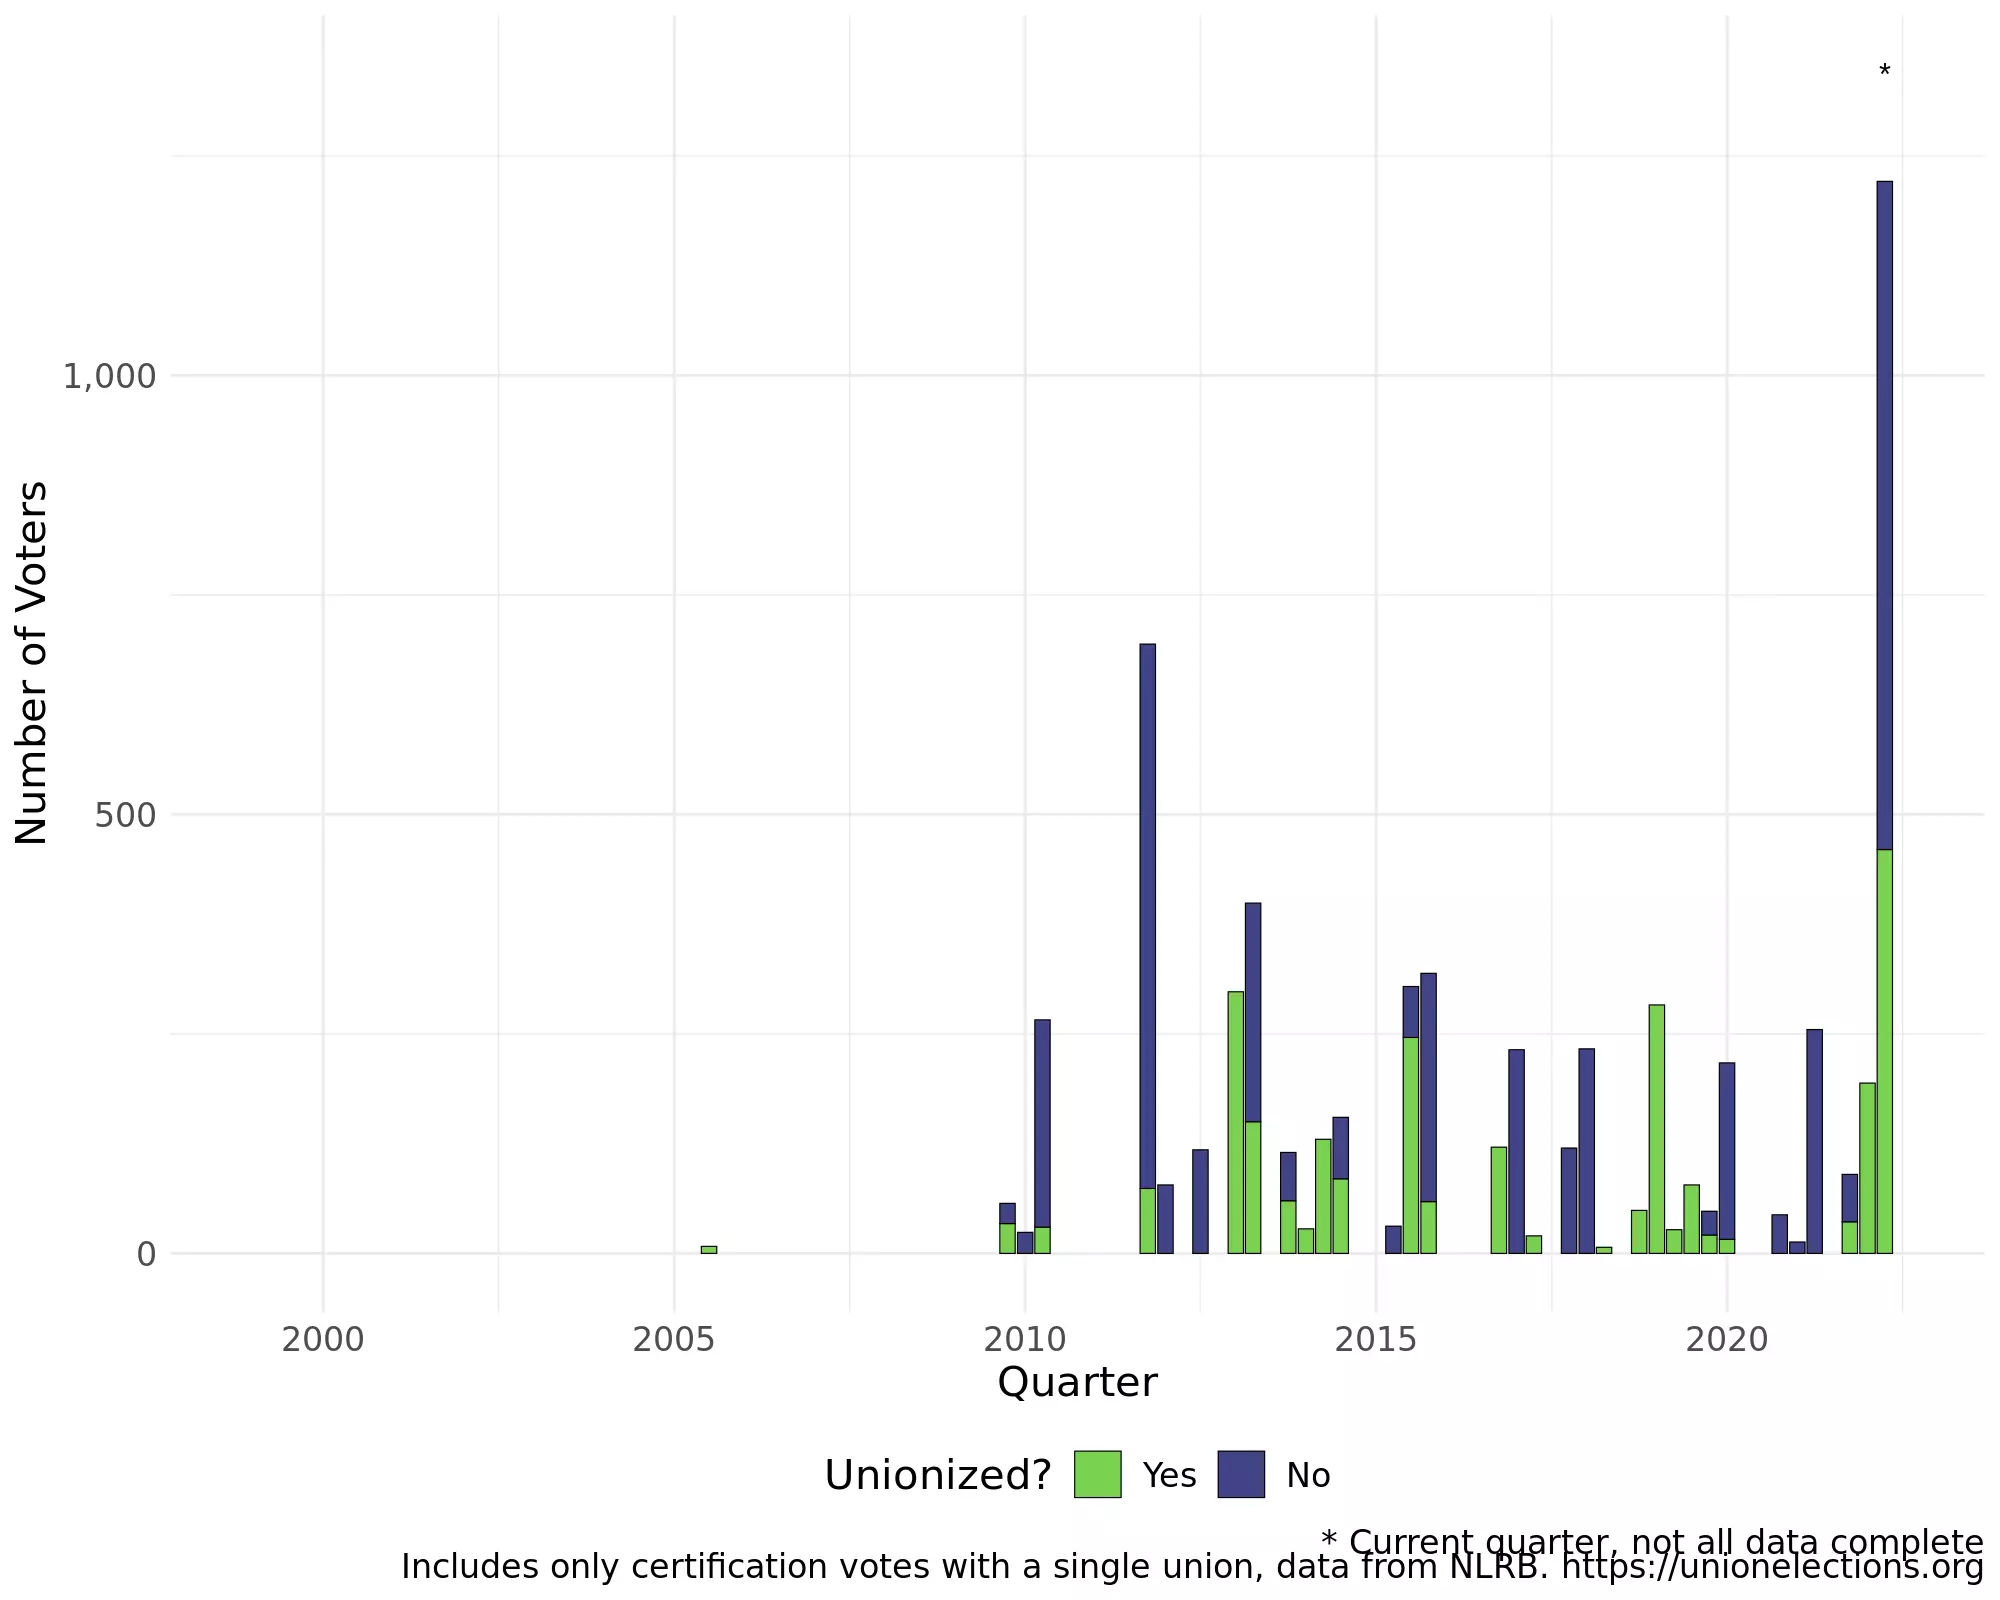 *
1,000
500
0
Number of Voters
2000 2005 2010 2015 2020
Quarter
Unionized? Yes No
* Current quarter, not all data complete
Includes only certification votes with a single union, data from NLRB. https://unionelections.org